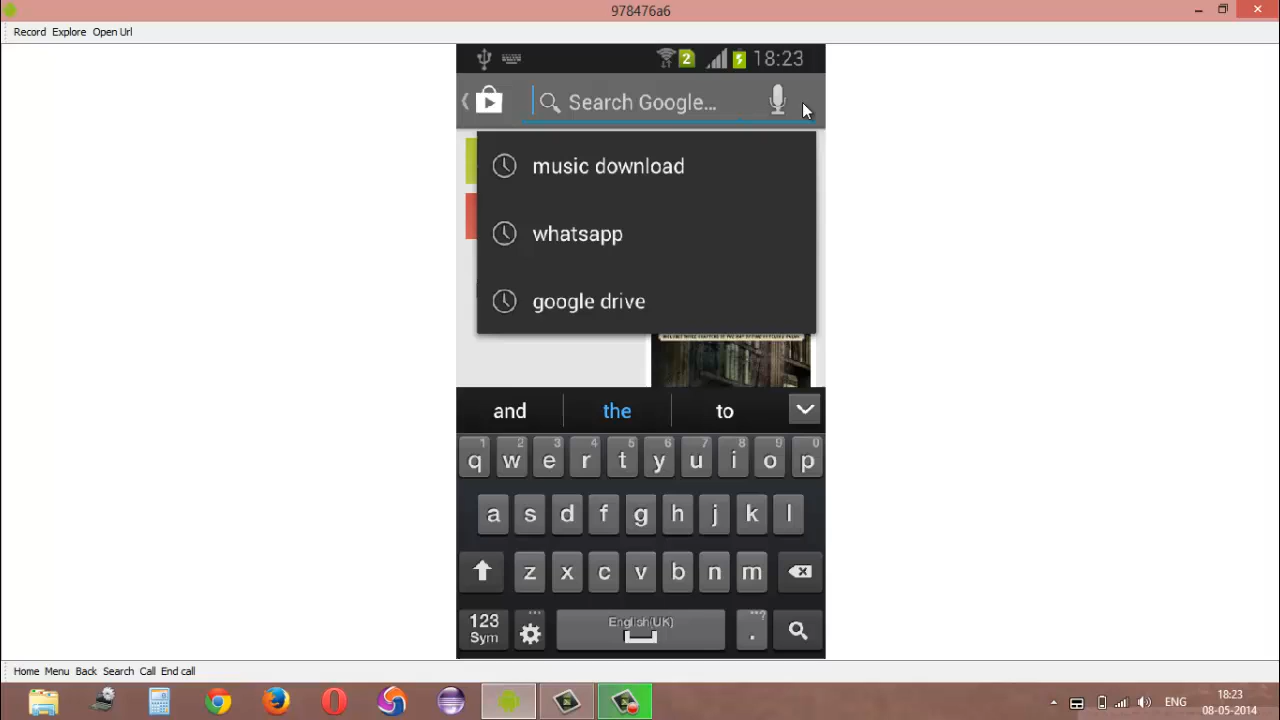 978476a6
Record Explore Open Url
2 18:23
Search Google...
music download
whatsapp
google drive
and the to
1 2 3 4 5 6 7 8 9 0
q w e r t y u i o p
a s d f g h j k l
z x c v b n m
123 Sym
English(UK)
...?
.
Home Menu Back Search Call End call
ENG
18:23
08-05-2014